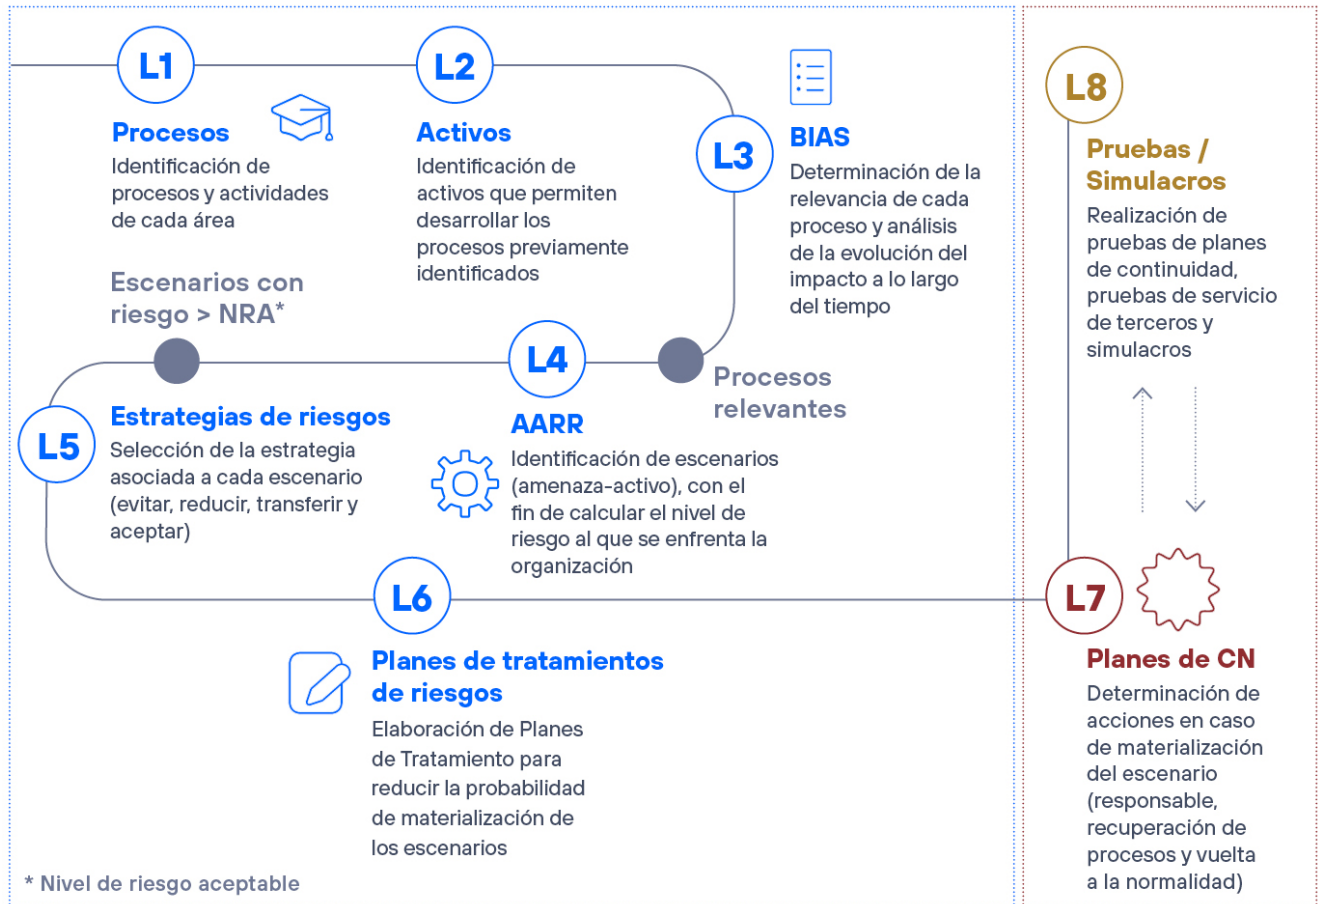 L1
Procesos
Identificación de
procesos y actividades
de cada área
L2
Activos
Identificación de
activos que permiten
desarrollar los
procesos previamente
identificados
L3
BIAS
Determinación de la
relevancia de cada
proceso y análisis
de la evolución del
impacto a lo largo
del tiempo
Procesos
relevantes
L4
AARR
Identificación de escenarios
(amenaza-activo), con el
fin de calcular el nivel de
riesgo al que se enfrenta la
organización
Escenarios con
riesgo > NRA*
L5
Estrategias de riesgos
Selección de la estrategia
asociada a cada escenario
(evitar, reducir, transferir y
aceptar)
L6
Planes de tratamientos
de riesgos
Elaboración de Planes
de Tratamiento para
reducir la probabilidad
de materialización de
los escenarios
L7
Planes de CN
Determinación de
acciones en caso
de materialización
del escenario
(responsable,
recuperación de
procesos y vuelta
a la normalidad)
L8
Pruebas /
Simulacros
Realización de
pruebas de planes
de continuidad,
pruebas de servicio
de terceros y
simulacros
* Nivel de riesgo aceptable